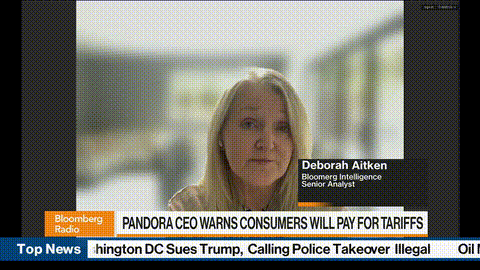 Deborah Aitken
Bloomerg Intelligence
Senior Analyst
Bloomberg
Radio
PANDORA CEO WARNS CONSUMERS WILL PAY FOR TARIFFS
Top News
hington DC Sues Trump, Calling Police Takeover Illegal
Oil